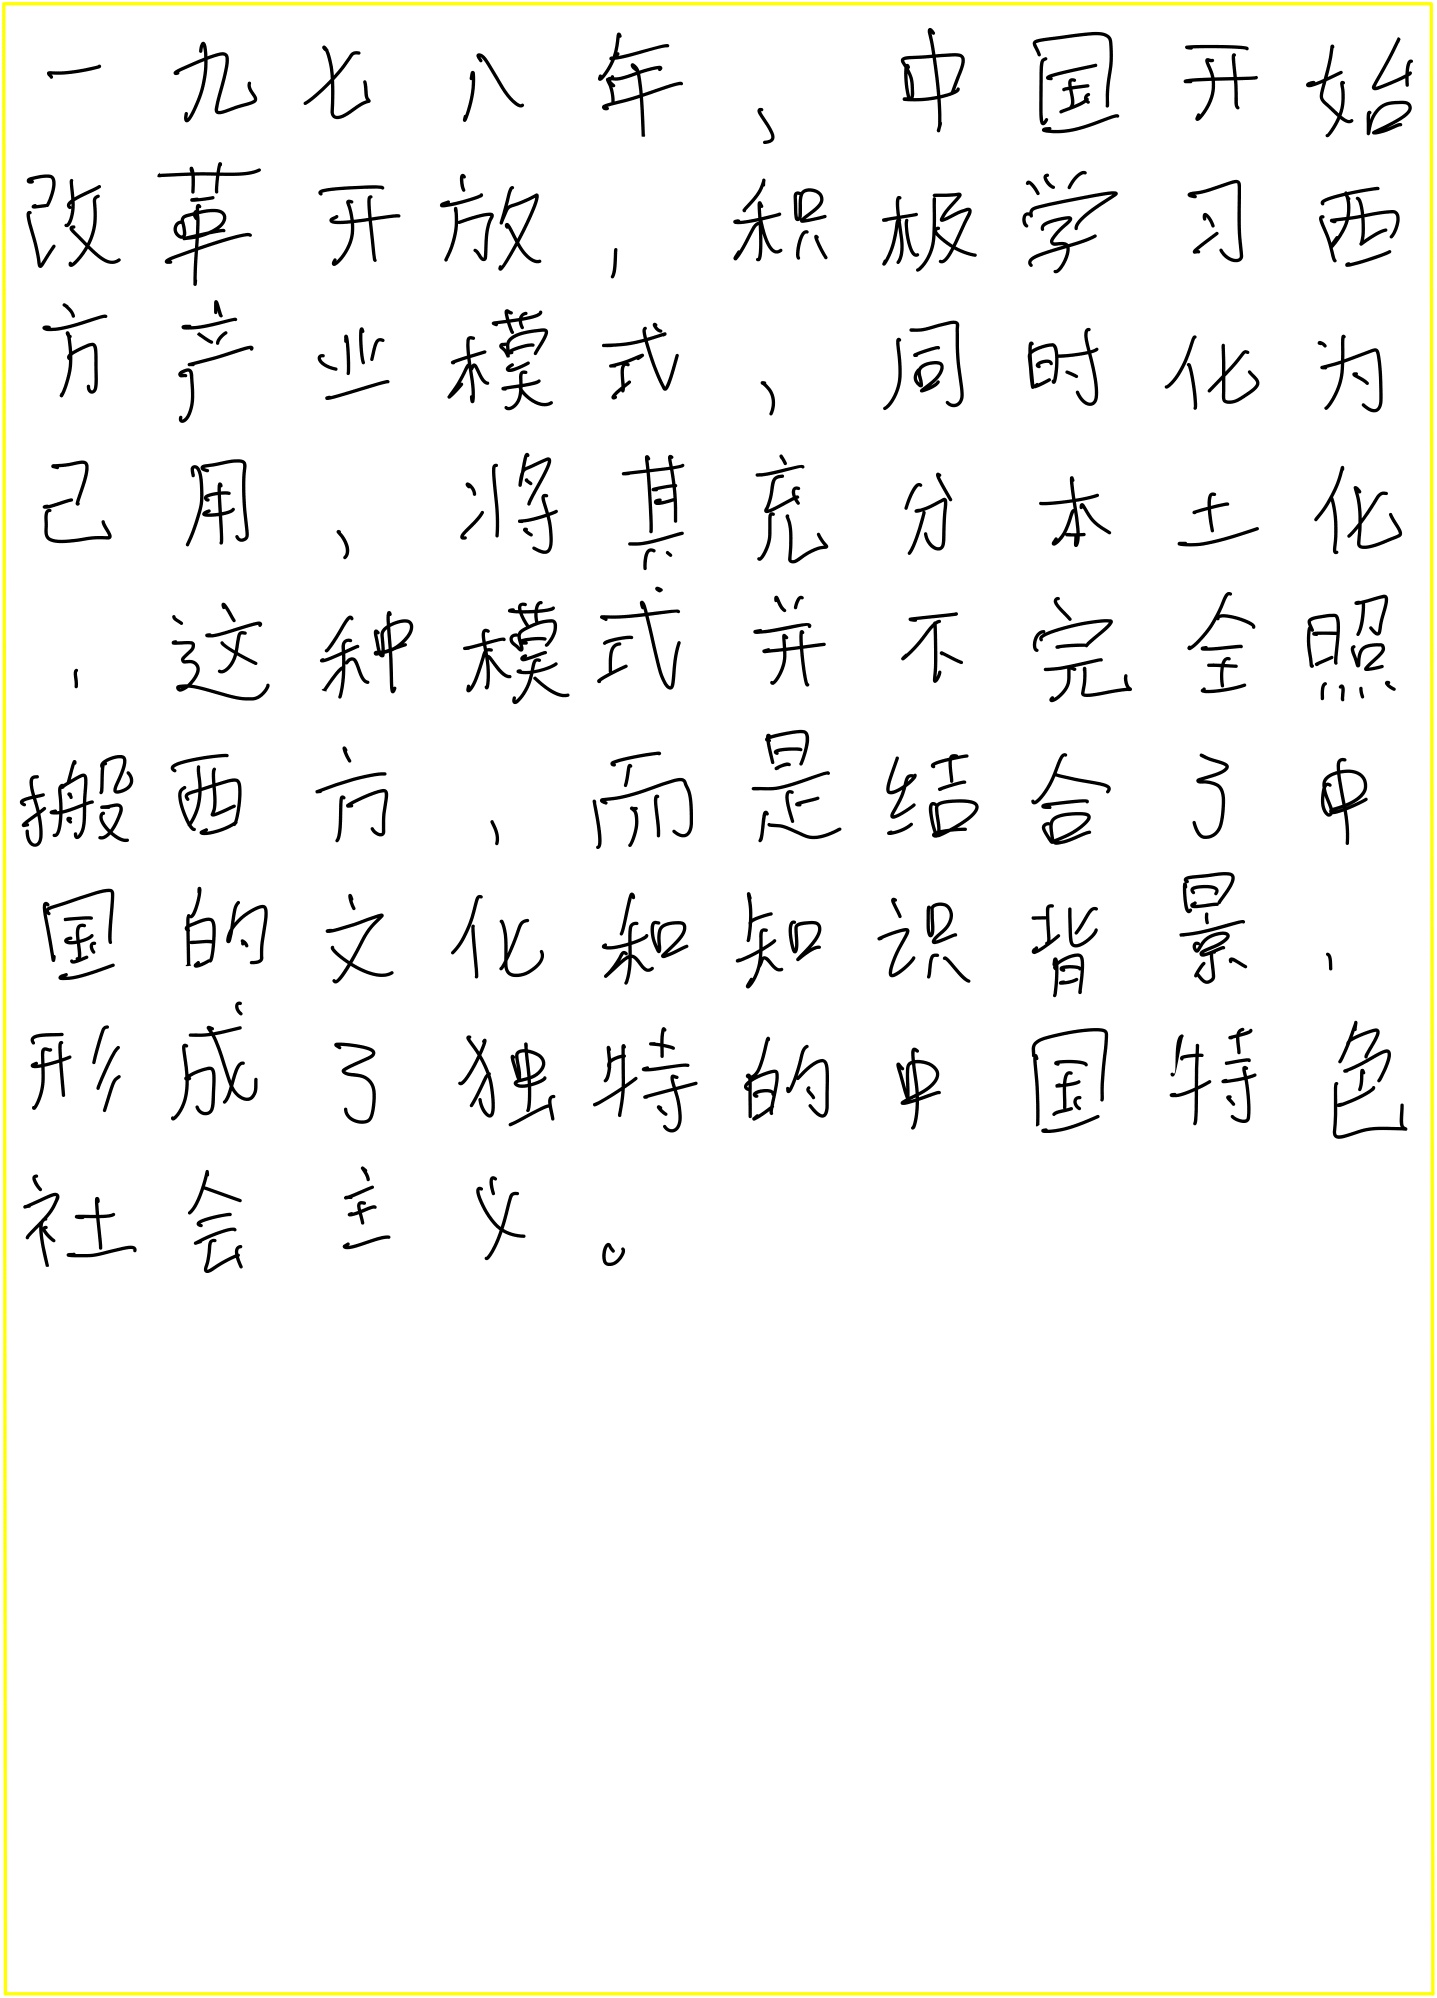 一九七八年，中国开始
改革开放，积极学习西
方产业模式，同时化为
己用，将其充分本土化
，这种模式并不完全照
搬西方，而是结合了中
国的文化和知识背景，
形成了独特的中国特色
社会主义。